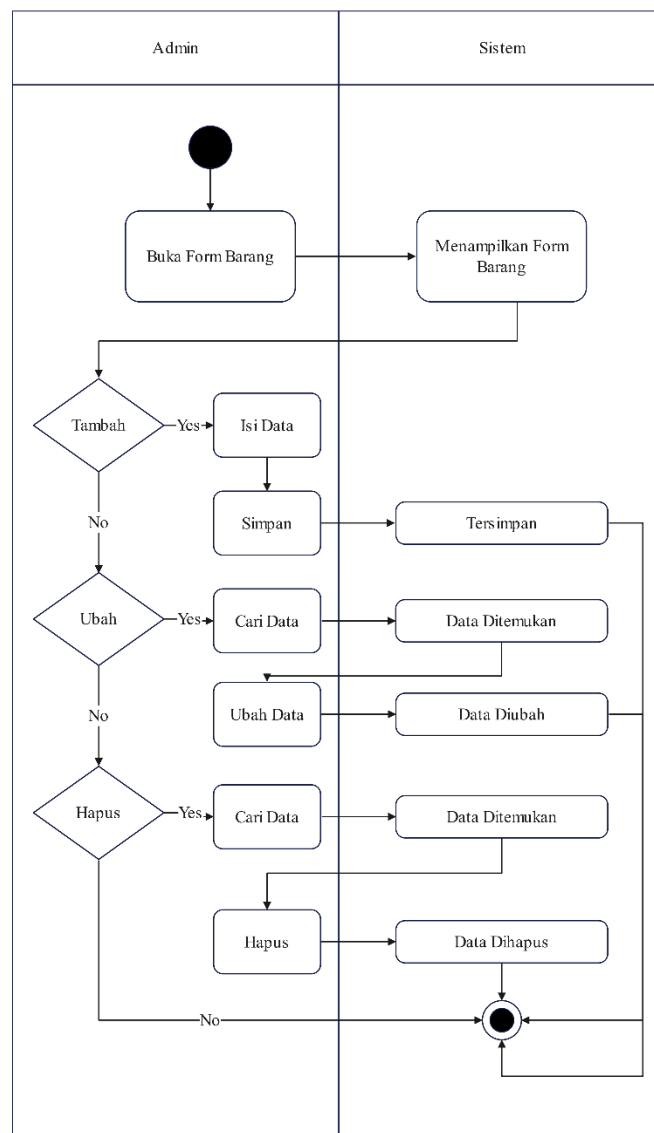 Admin
Sistem
Buka Form Barang
Menampilkan Form
Barang
Tambah
Yes
Isi Data
No
Simpan
Tersimpan
Ubah
Yes
Cari Data
Data Ditemukan
No
Ubah Data
Data Diubah
Hapus
Yes
Cari Data
Data Ditemukan
Hapus
Data Dihapus
No